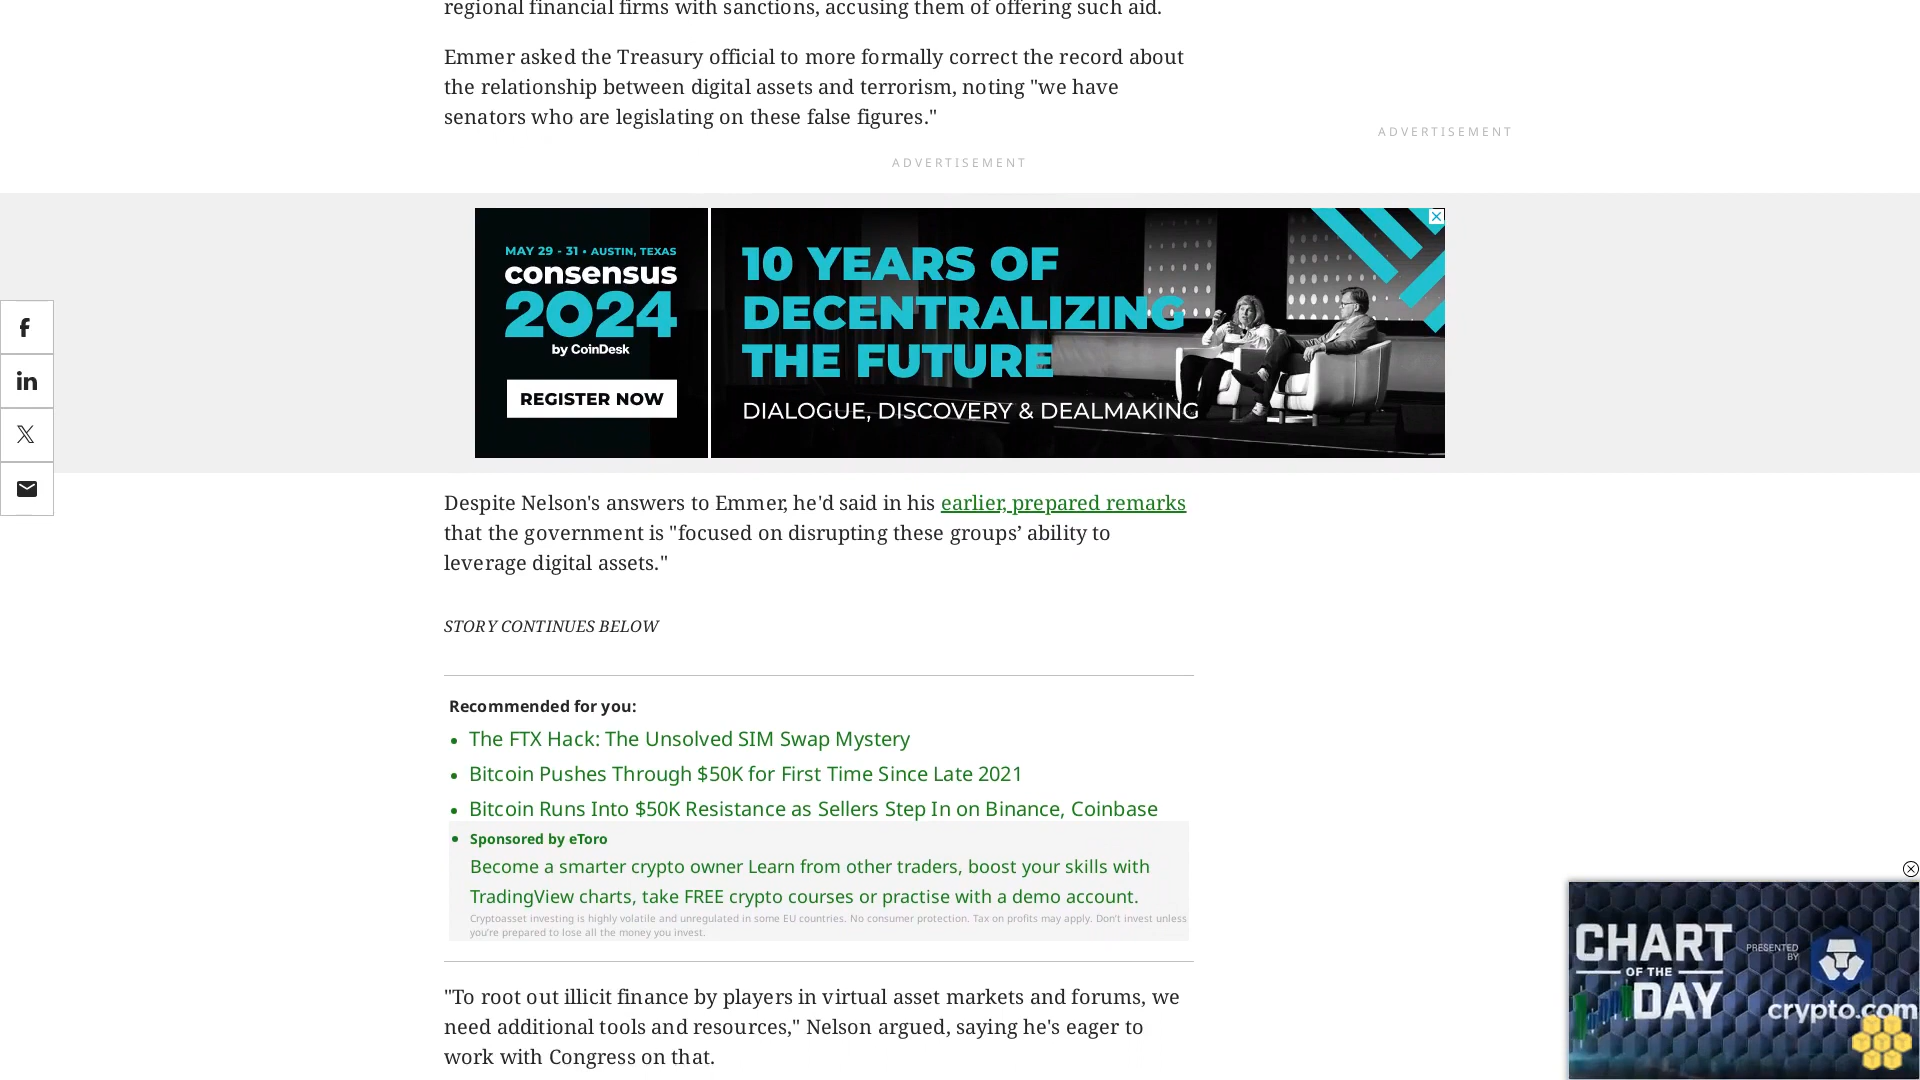 regional financial firms with sanctions, accusing them of offering such aid.
Emmer asked the Treasury official to more formally correct the record about
the relationship between digital assets and terrorism, noting "we have
senators who are legislating on these false figures."
ADVERTISEMENT
ADVERTISEMENT
MAY 29 - 31 • AUSTIN, TEXAS
consensus
2024
by CoinDesk
REGISTER NOW
10 YEARS OF
DECENTRALIZING
THE FUTURE
DIALOGUE, DISCOVERY & DEALMAKING
Despite Nelson's answers to Emmer, he'd said in his earlier, prepared remarks
that the government is "focused on disrupting these groups’ ability to
leverage digital assets."
STORY CONTINUES BELOW
Recommended for you:
• The FTX Hack: The Unsolved SIM Swap Mystery
• Bitcoin Pushes Through $50K for First Time Since Late 2021
• Bitcoin Runs Into $50K Resistance as Sellers Step In on Binance, Coinbase
• Sponsored by eToro
Become a smarter crypto owner Learn from other traders, boost your skills with
TradingView charts, take FREE crypto courses or practise with a demo account.
Cryptoasset investing is highly volatile and unregulated in some EU countries. No consumer protection. Tax on profits may apply. Don’t invest unless
you’re prepared to lose all the money you invest.
"To root out illicit finance by players in virtual asset markets and forums, we
need additional tools and resources," Nelson argued, saying he's eager to
work with Congress on that.
CHART
OF THE
DAY
PRESENTED
BY
crypto.com